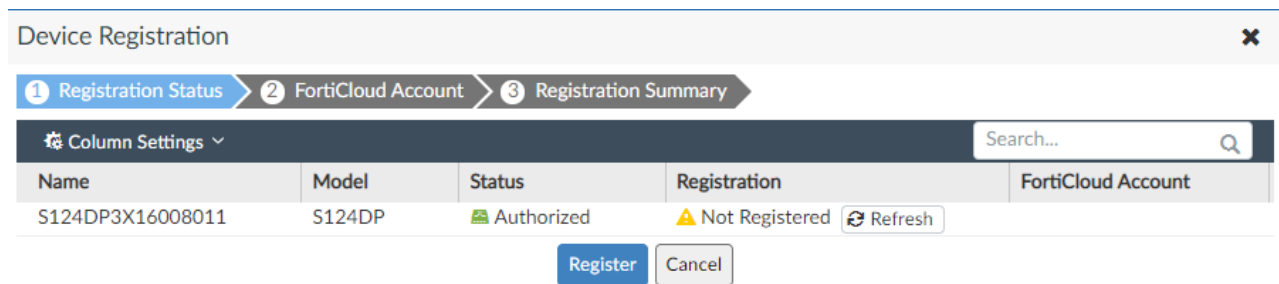 Device Registration
1 Registration Status 2 FortiCloud Account 3 Registration Summary
Column Settings Search...
Name Model Status Registration FortiCloud Account
S124DP3X16008011 S124DP Authorized Not Registered Refresh
Register Cancel